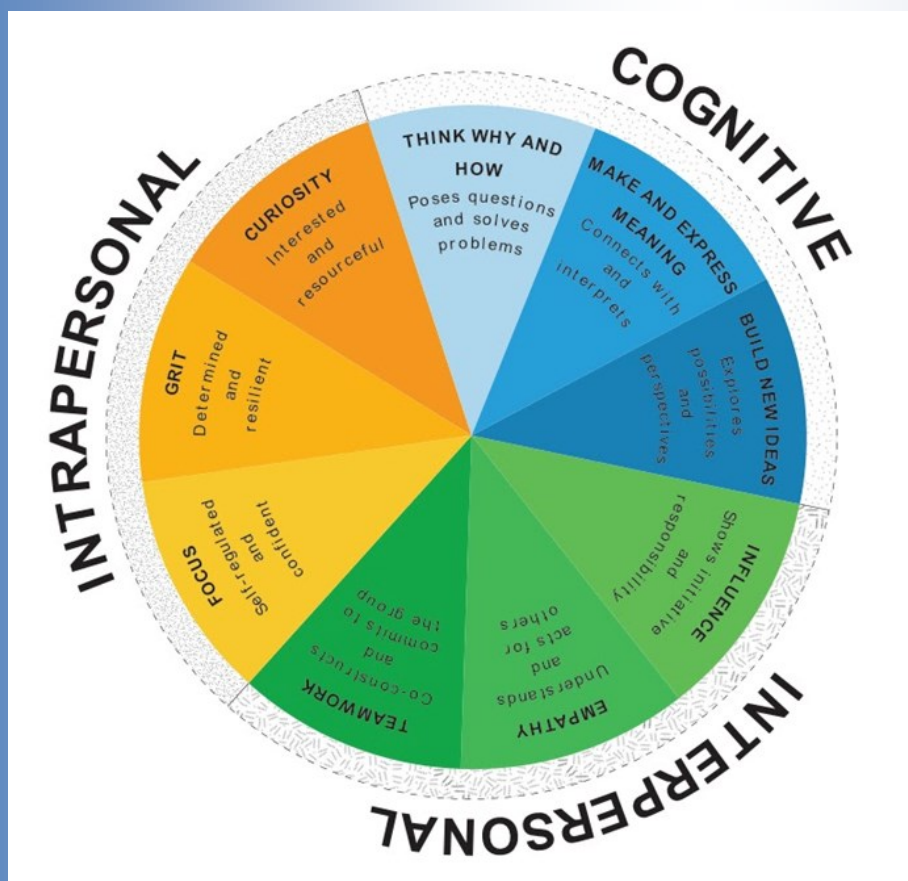 COGNITIVE
THINK WHY AND
HOW
Poses questions
and solves
problems
MAKE AND EXPRESS
MEANING
Connects with
and
interprets
BUILD NEW IDEAS
Explores
possibilities
and
perspectives
INTERPERSONAL
INFLUENCE
Shows initiative
and
responsibility
EMPATHY
Understands
and
acts for
others
TEAMWORK
Co-constructs
and
commits to
the group
INTRAPERSONAL
FOCUS
Self-regulated
and
confident
GRIT
Determined
and
resilient
CURIOSITY
Interested
and
resourceful